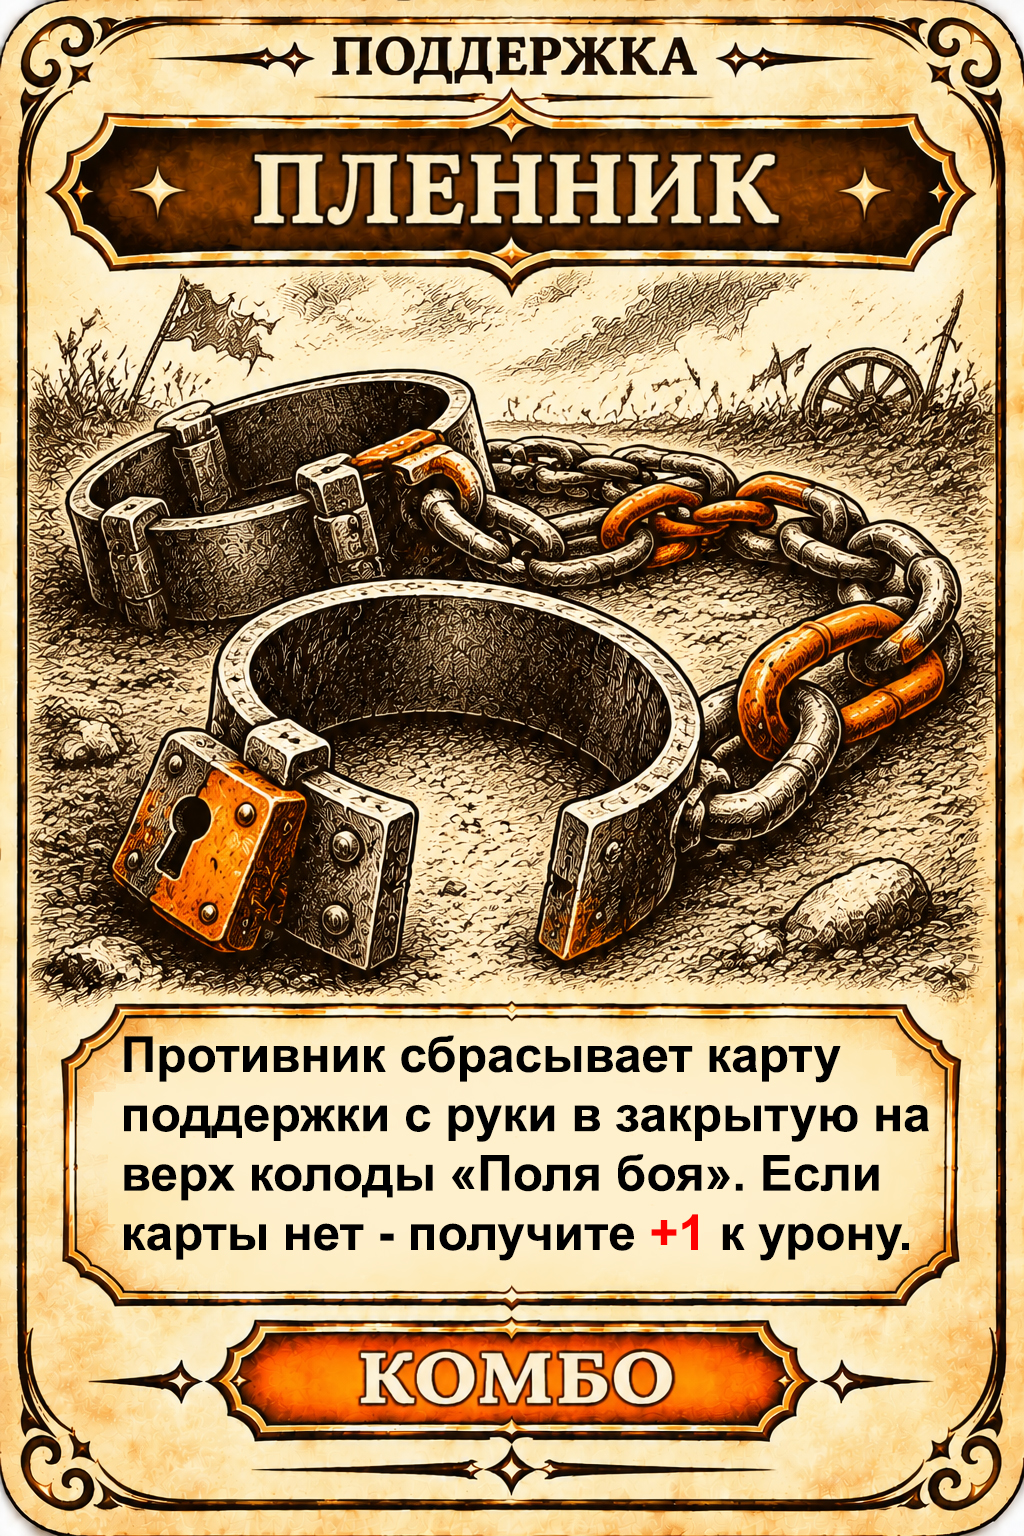 ПОДДЕРЖКА
ПЛЕННИК
Противник сбрасывает карту
поддержки с руки в закрытую на
верх колоды «Поля боя». Если
карты нет - получите +1 к урону.
КОМБО